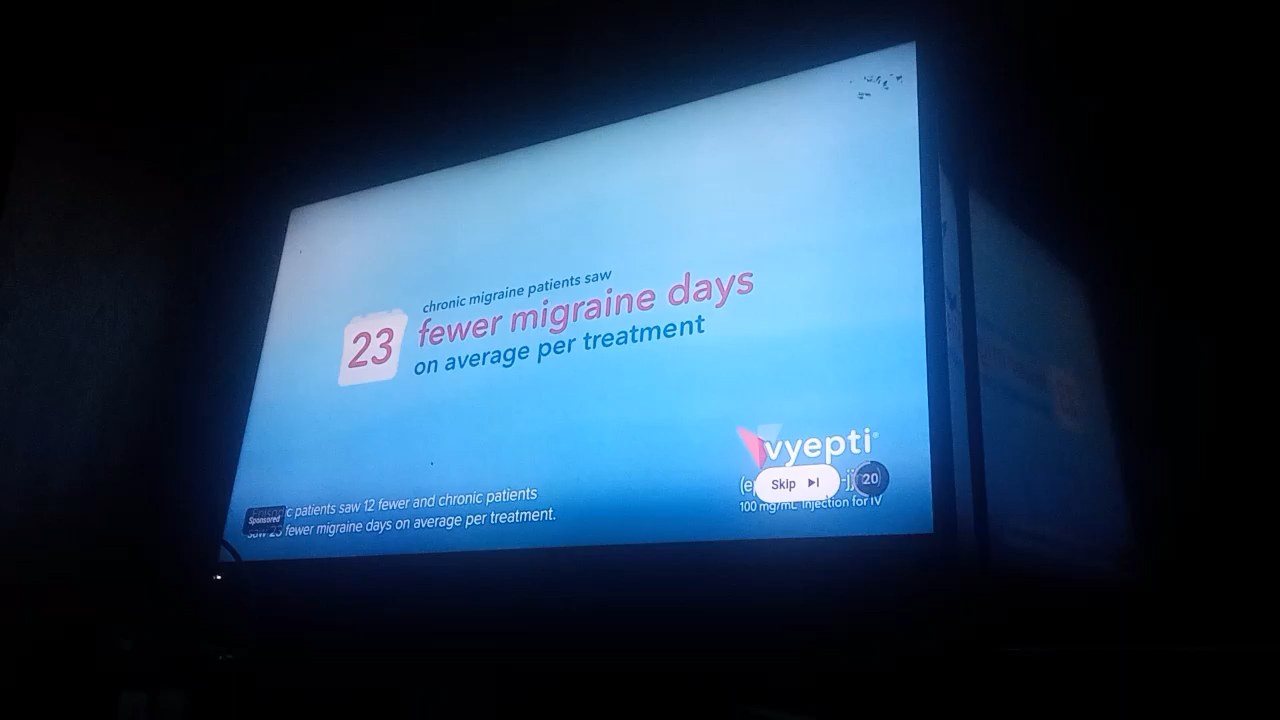 chronic migraine patients saw
23 fewer migraine days
on average per treatment
vyepti®
Skip
20
100 mg/mL Injection for IV
Sponsored
patients saw 12 fewer and chronic patients
saw 23 fewer migraine days on average per treatment.